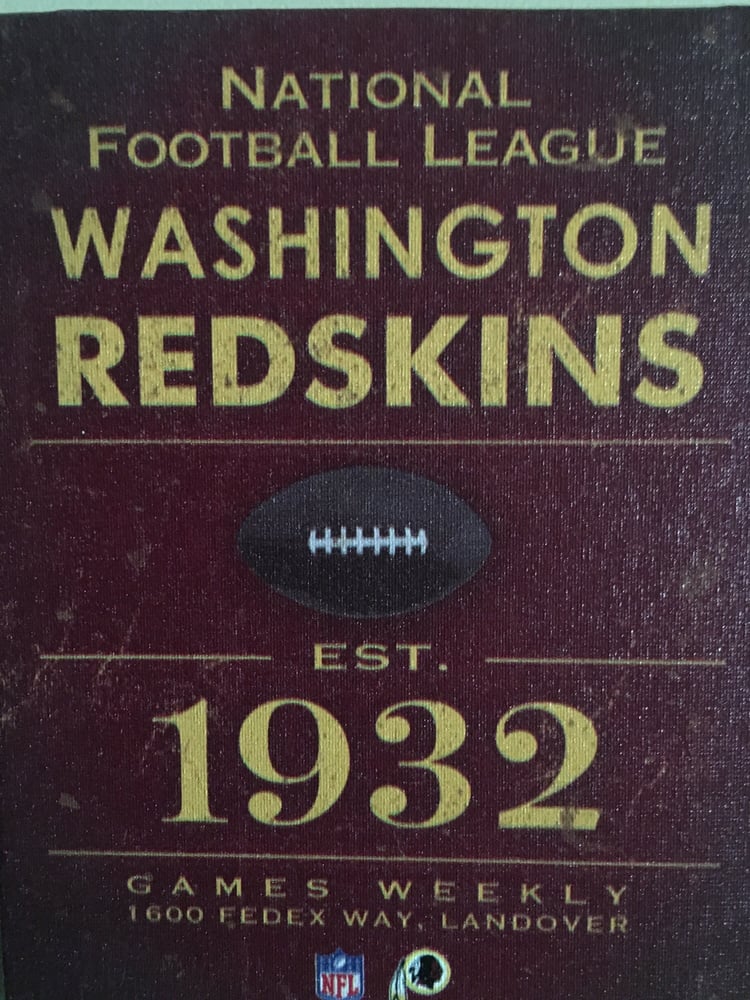 NATIONAL
FOOTBALL LEAGUE
WASHINGTON
REDSKINS
EST.
1932
GAMES WEEKLY
1600 FEDEX WAY, LANDOVER
NFL